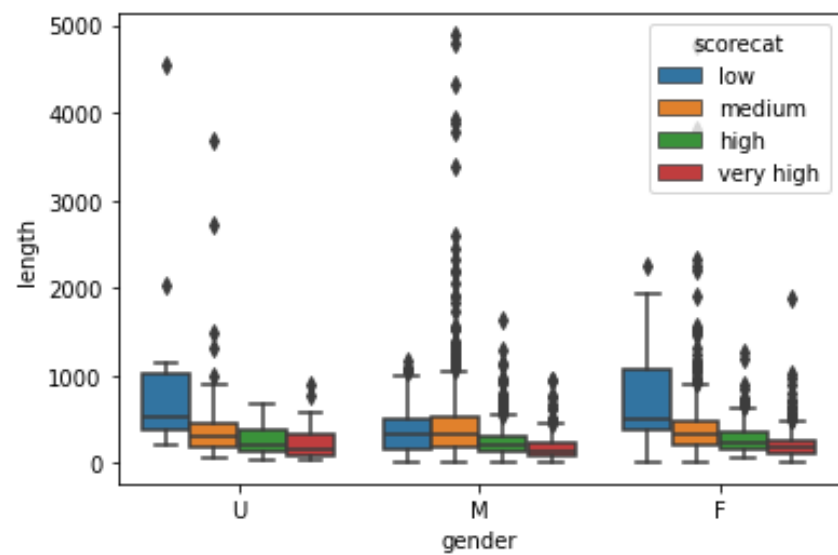 5000
4000
3000
2000
1000
0
length
U
M
F
gender
scorecat
low
medium
high
very high